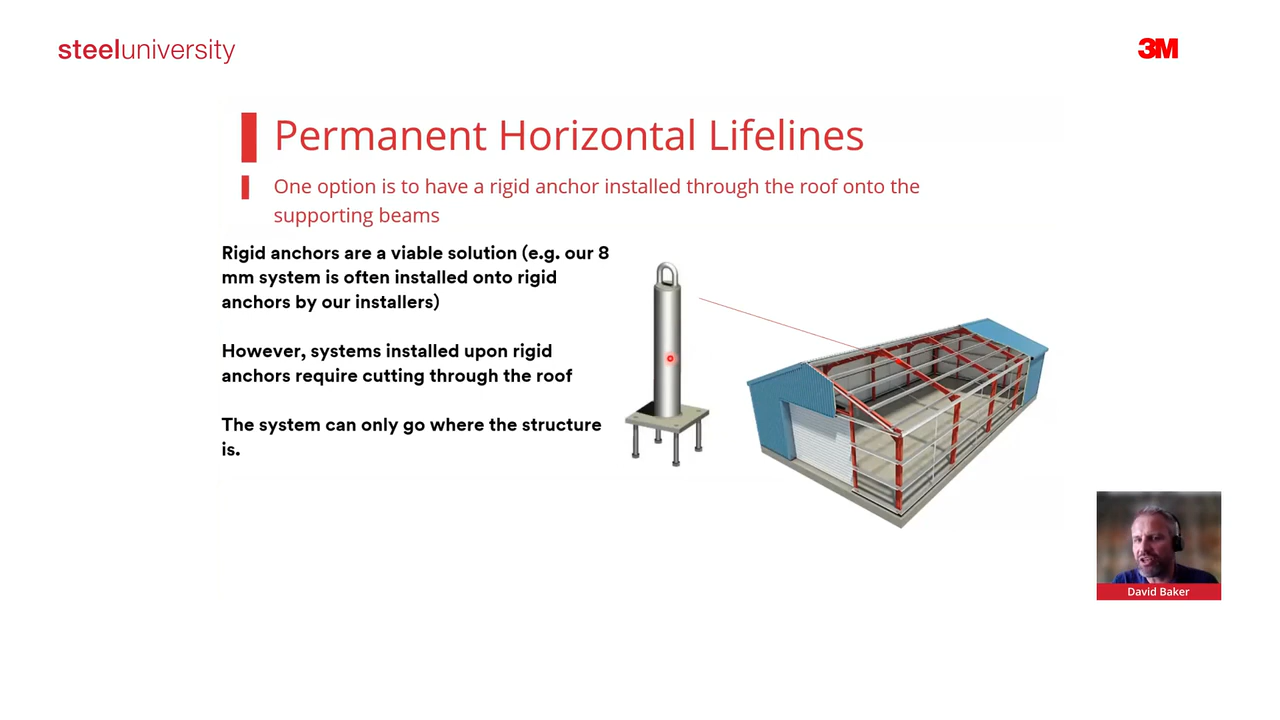 steeluniversity
3M
Permanent Horizontal Lifelines
One option is to have a rigid anchor installed through the roof onto the
supporting beams
Rigid anchors are a viable solution (e.g. our 8
mm system is often installed onto rigid
anchors by our installers)
However, systems installed upon rigid
anchors require cutting through the roof
The system can only go where the structure
is.
David Baker